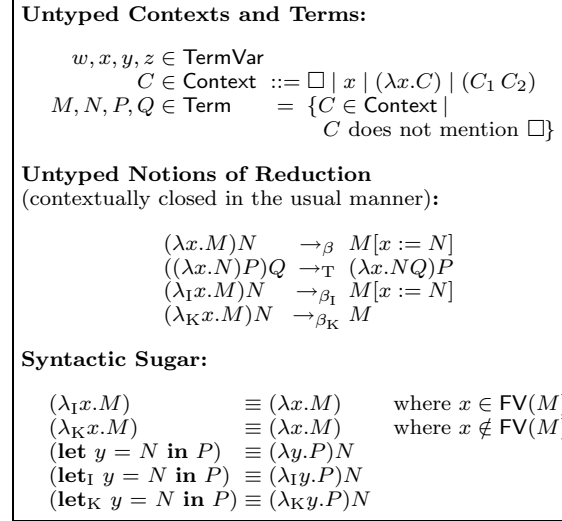 Untyped Contexts and Terms:
w, x, y, z ∈ TermVar
C ∈ Context ::= □ | x | (λx.C) | (C₁ C₂)
M, N, P, Q ∈ Term = {C ∈ Context |
C does not mention □}
Untyped Notions of Reduction
(contextually closed in the usual manner):
(λx.M)N →β M[x := N]
((λx.N)P)Q →T (λx.NQ)P
(λIx.M)N →βI M[x := N]
(λKx.M)N →βK M
Syntactic Sugar:
(λIx.M) ≡ (λx.M) where x ∈ FV(M)
(λKx.M) ≡ (λx.M) where x ∉ FV(M)
(let y = N in P) ≡ (λy.P)N
(letI y = N in P) ≡ (λIy.P)N
(letK y = N in P) ≡ (λKy.P)N